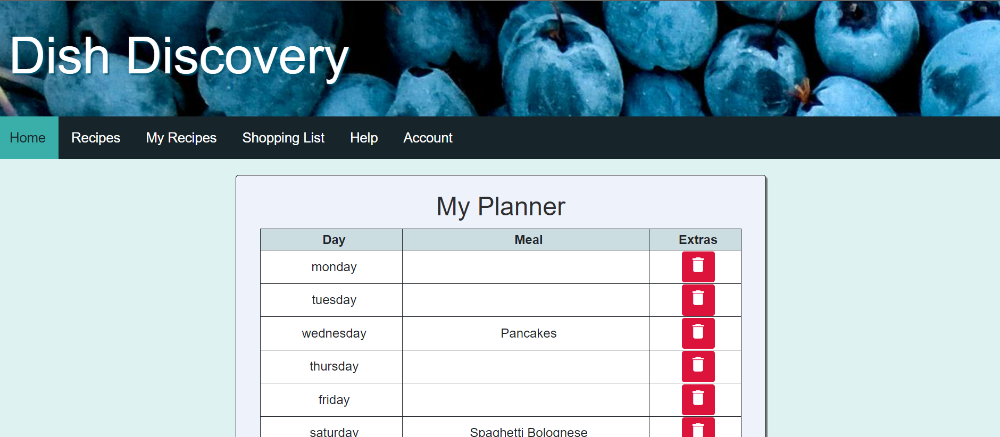 Dish Discovery
Home Recipes My Recipes Shopping List Help Account
My Planner
Day Meal Extras
monday
tuesday
wednesday Pancakes
thursday
friday
saturday Spaghetti Bolognese